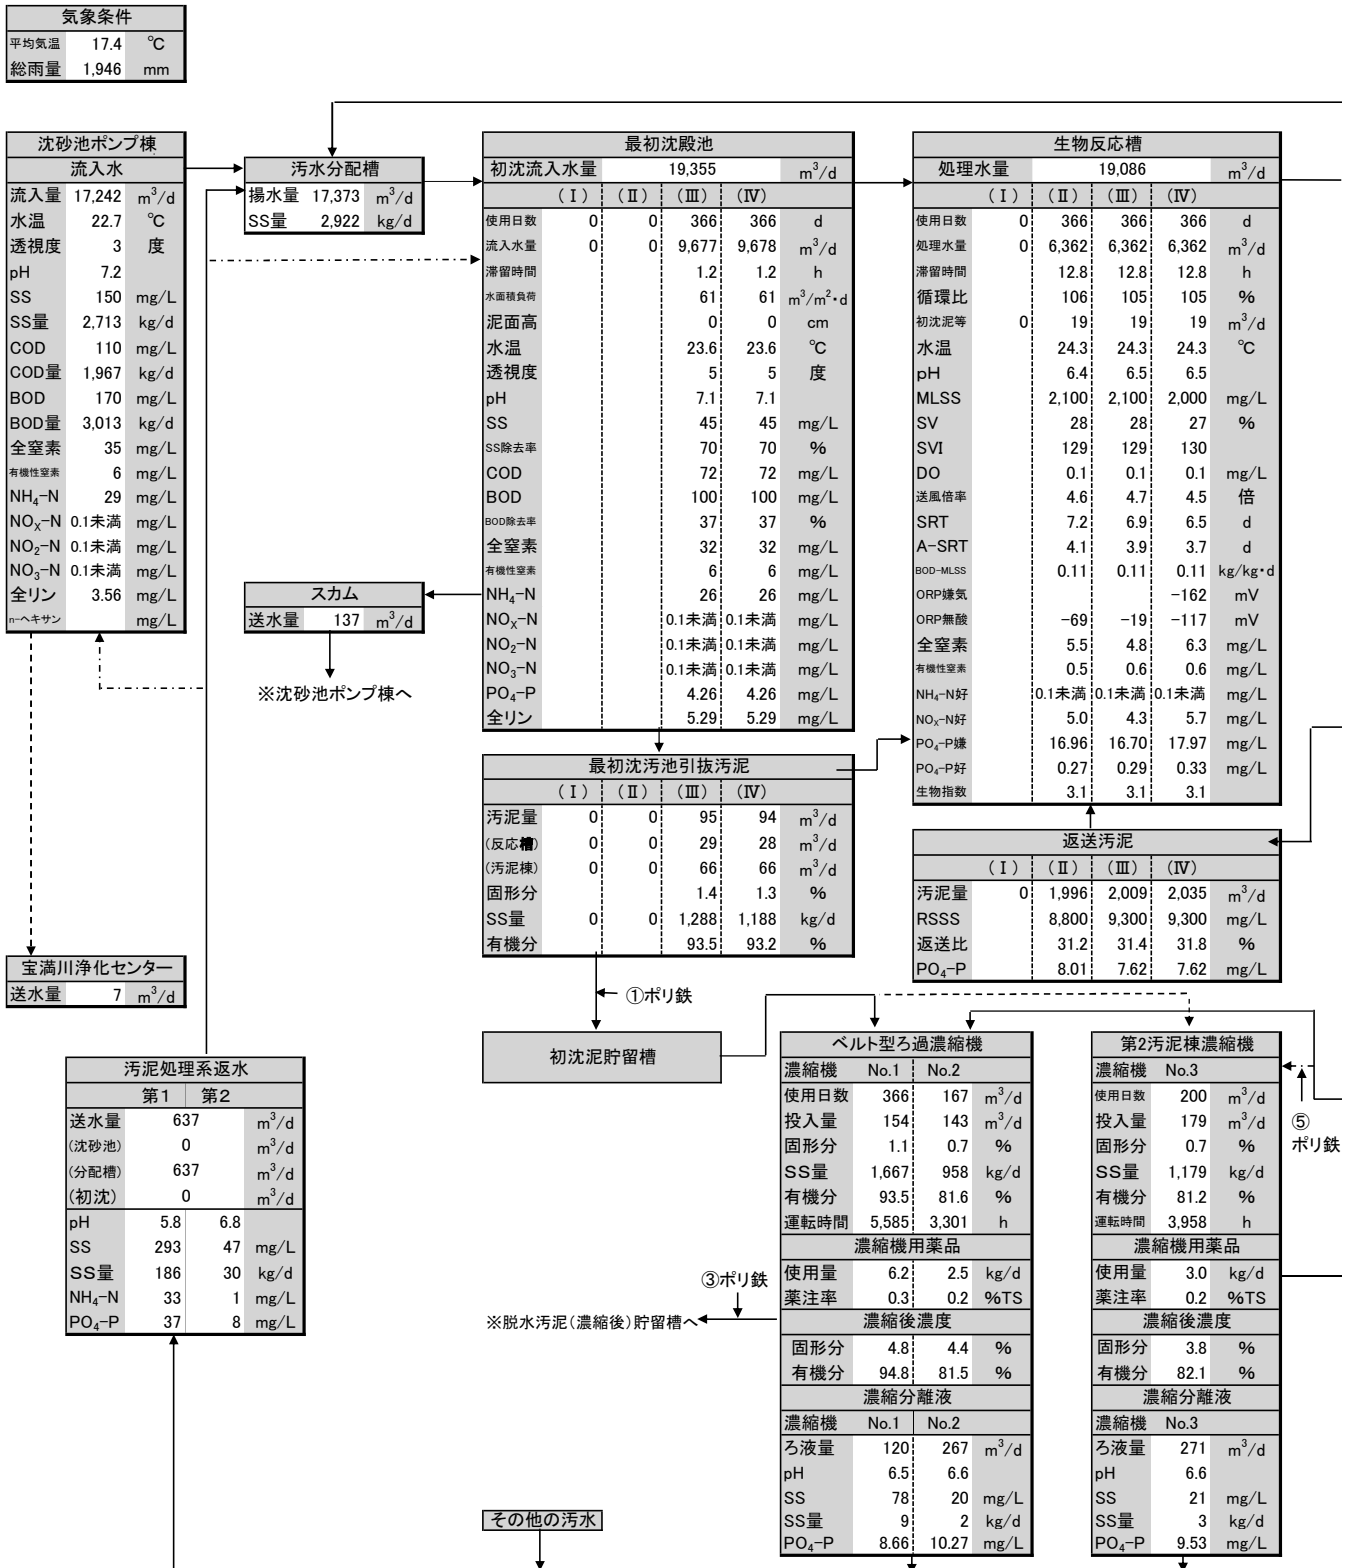 気象条件
平均気温 17.4 ℃
総雨量 1,946 mm
沈砂池ポンプ棟
流入水
流入量 17,242 m³/d
水温 22.7 ℃
透視度 3 度
pH 7.2
SS 150 mg/L
SS量 2,713 kg/d
COD 110 mg/L
COD量 1,967 kg/d
BOD 170 mg/L
BOD量 3,013 kg/d
全窒素 35 mg/L
有機性窒素 6 mg/L
NH₄-N 29 mg/L
NOₓ-N 0.1未満 mg/L
NO₂-N 0.1未満 mg/L
NO₃-N 0.1未満 mg/L
全リン 3.56 mg/L
n-ヘキサン mg/L
汚水分配槽
揚水量 17,373 m³/d
SS量 2,922 kg/d
スカム
送水量 137 m³/d
※沈砂池ポンプ棟へ
最初沈殿池
初沈流入水量 19,355 m³/d
(Ⅰ) (Ⅱ) (Ⅲ) (Ⅳ)
使用日数 0 0 366 366 d
流入水量 0 0 9,677 9,678 m³/d
滞留時間 1.2 1.2 h
水面積負荷 61 61 m³/m²・d
泥面高 0 0 cm
水温 23.6 23.6 ℃
透視度 5 5 度
pH 7.1 7.1
SS 45 45 mg/L
SS除去率 70 70 %
COD 72 72 mg/L
BOD 100 100 mg/L
BOD除去率 37 37 %
全窒素 32 32 mg/L
有機性窒素 6 6 mg/L
NH₄-N 26 26 mg/L
NOₓ-N 0.1未満 0.1未満 mg/L
NO₂-N 0.1未満 0.1未満 mg/L
NO₃-N 0.1未満 0.1未満 mg/L
PO₄-P 4.26 4.26 mg/L
全リン 5.29 5.29 mg/L
生物反応槽
処理水量 19,086 m³/d
(Ⅰ) (Ⅱ) (Ⅲ) (Ⅳ)
使用日数 0 366 366 366 d
処理水量 0 6,362 6,362 6,362 m³/d
滞留時間 12.8 12.8 12.8 h
循環比 106 105 105 %
初沈泥等 0 19 19 19 m³/d
水温 24.3 24.3 24.3 ℃
pH 6.4 6.5 6.5
MLSS 2,100 2,100 2,000 mg/L
SV 28 28 27 %
SVI 129 129 130
DO 0.1 0.1 0.1 mg/L
送風倍率 4.6 4.7 4.5 倍
SRT 7.2 6.9 6.5 d
A-SRT 4.1 3.9 3.7 d
BOD-MLSS 0.11 0.11 0.11 kg/kg・d
ORP嫌気 -162 mV
ORP無酸 -69 -19 -117 mV
全窒素 5.5 4.8 6.3 mg/L
有機性窒素 0.5 0.6 0.6 mg/L
NH₄-N好 0.1未満 0.1未満 0.1未満 mg/L
NOₓ-N好 5.0 4.3 5.7 mg/L
PO₄-P嫌 16.96 16.70 17.97 mg/L
PO₄-P好 0.27 0.29 0.33 mg/L
生物指数 3.1 3.1 3.1
最初沈汚池引抜汚泥
(Ⅰ) (Ⅱ) (Ⅲ) (Ⅳ)
汚泥量 0 0 95 94 m³/d
(反応槽) 0 0 29 28 m³/d
(汚泥棟) 0 0 66 66 m³/d
固形分 1.4 1.3 %
SS量 0 0 1,288 1,188 kg/d
有機分 93.5 93.2 %
返送汚泥
(Ⅰ) (Ⅱ) (Ⅲ) (Ⅳ)
汚泥量 0 1,996 2,009 2,035 m³/d
RSSS 8,800 9,300 9,300 mg/L
返送比 31.2 31.4 31.8 %
PO₄-P 8.01 7.62 7.62 mg/L
宝満川浄化センター
送水量 7 m³/d
①ポリ鉄
初沈泥貯留槽
汚泥処理系返水
第1 第2
送水量 637 m³/d
(沈砂池) 0 m³/d
(分配槽) 637 m³/d
(初沈) 0 m³/d
pH 5.8 6.8
SS 293 47 mg/L
SS量 186 30 kg/d
NH₄-N 33 1 mg/L
PO₄-P 37 8 mg/L
③ポリ鉄
※脱水汚泥(濃縮後)貯留槽へ
その他の汚水
ベルト型ろ過濃縮機
濃縮機 No.1 No.2
使用日数 366 167 m³/d
投入量 154 143 m³/d
固形分 1.1 0.7 %
SS量 1,667 958 kg/d
有機分 93.5 81.6 %
運転時間 5,585 3,301 h
濃縮機用薬品
使用量 6.2 2.5 kg/d
薬注率 0.3 0.2 %TS
濃縮後濃度
固形分 4.8 4.4 %
有機分 94.8 81.5 %
濃縮分離液
濃縮機 No.1 No.2
ろ液量 120 267 m³/d
pH 6.5 6.6
SS 78 20 mg/L
SS量 9 2 kg/d
PO₄-P 8.66 10.27 mg/L
第2汚泥棟濃縮機
濃縮機 No.3
使用日数 200 m³/d
投入量 179 m³/d
固形分 0.7 %
SS量 1,179 kg/d
有機分 81.2 %
運転時間 3,958 h
濃縮機用薬品
使用量 3.0 kg/d
薬注率 0.2 %TS
濃縮後濃度
固形分 3.8 %
有機分 82.1 %
濃縮分離液
濃縮機 No.3
ろ液量 271 m³/d
pH 6.6
SS 21 mg/L
SS量 3 kg/d
PO₄-P 9.53 mg/L
⑤
ポリ鉄